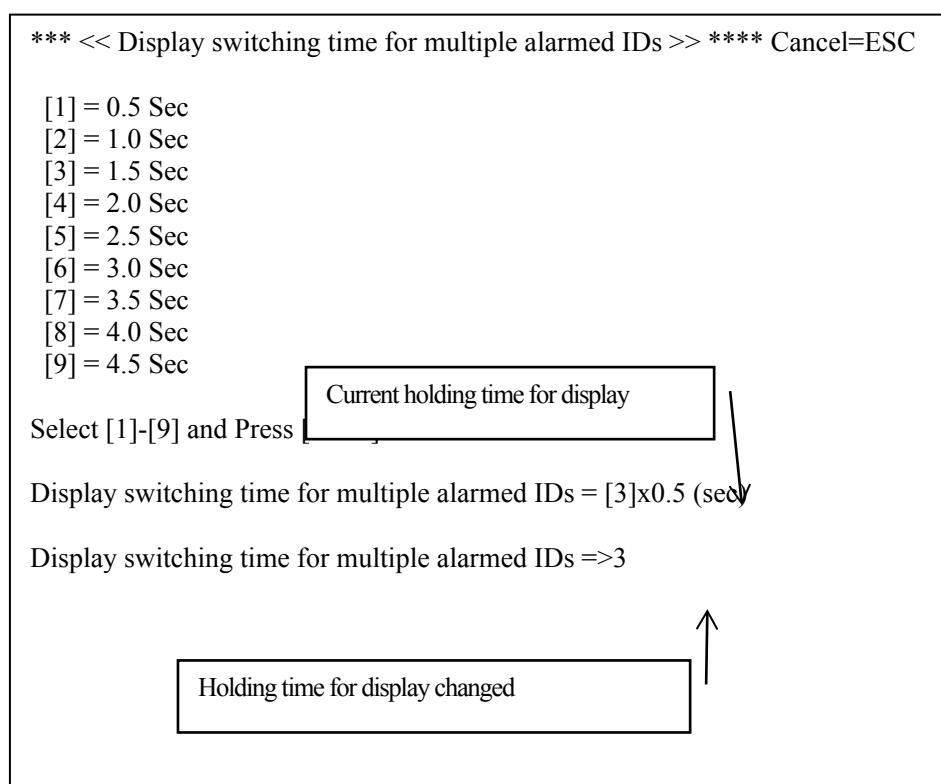 *** << Display switching time for multiple alarmed IDs >> **** Cancel=ESC
[1] = 0.5 Sec
[2] = 1.0 Sec
[3] = 1.5 Sec
[4] = 2.0 Sec
[5] = 2.5 Sec
[6] = 3.0 Sec
[7] = 3.5 Sec
[8] = 4.0 Sec
[9] = 4.5 Sec
Current holding time for display
Select [1]-[9] and Press [
Display switching time for multiple alarmed IDs = [3]x0.5 (sec)
Display switching time for multiple alarmed IDs =>3
Holding time for display changed